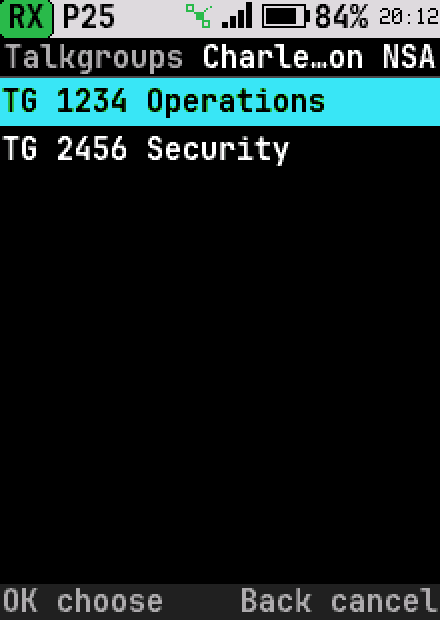 RX P25 84% 20:12
Talkgroups Charle…on NSA
TG 1234 Operations
TG 2456 Security
OK choose Back cancel